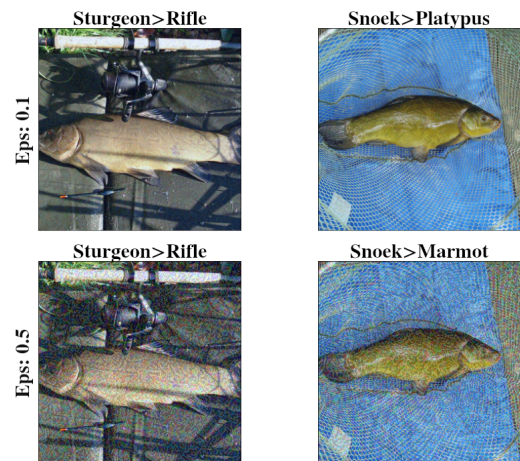 Sturgeon>Rifle
Snoek>Platypus
Eps: 0.1
Sturgeon>Rifle
Snoek>Marmot
Eps: 0.5